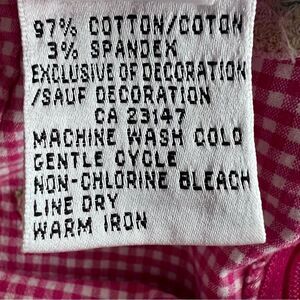 97% COTTON/COTON
3% SPANDEX
EXCLUSIVE OF DECORATION
/SAUF DECORATION
CA 23147
MACHINE WASH COLD
GENTLE CYCLE
NON-CHLORINE BLEACH
LINE DRY
WARM IRON